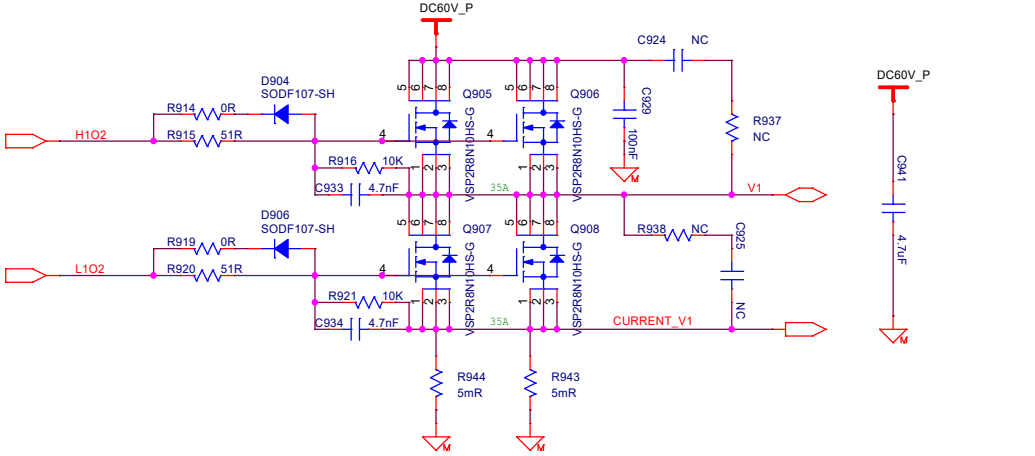 DC60V_P
C924 NC
DC60V_P
D904
SODF107-SH
R914 0R
5 6 7 8
Q905
5 6 7 8
Q906
C929
100nF
R937
NC
H1O2
R915 51R
4
VSP2R8N10HS-G
4
VSP2R8N10HS-G
M
C941
4.7uF
R916 10K
1 2 3
1 2 3
C933 4.7nF
35A
V1
D906
SODF107-SH
R919 0R
5 6 7 8
Q907
5 6 7 8
Q908
R938 NC
C925
NC
L1O2
R920 51R
4
VSP2R8N10HS-G
4
VSP2R8N10HS-G
R921 10K
1 2 3
1 2 3
C934 4.7nF
35A
CURRENT_V1
M
R944
5mR
R943
5mR
M
M